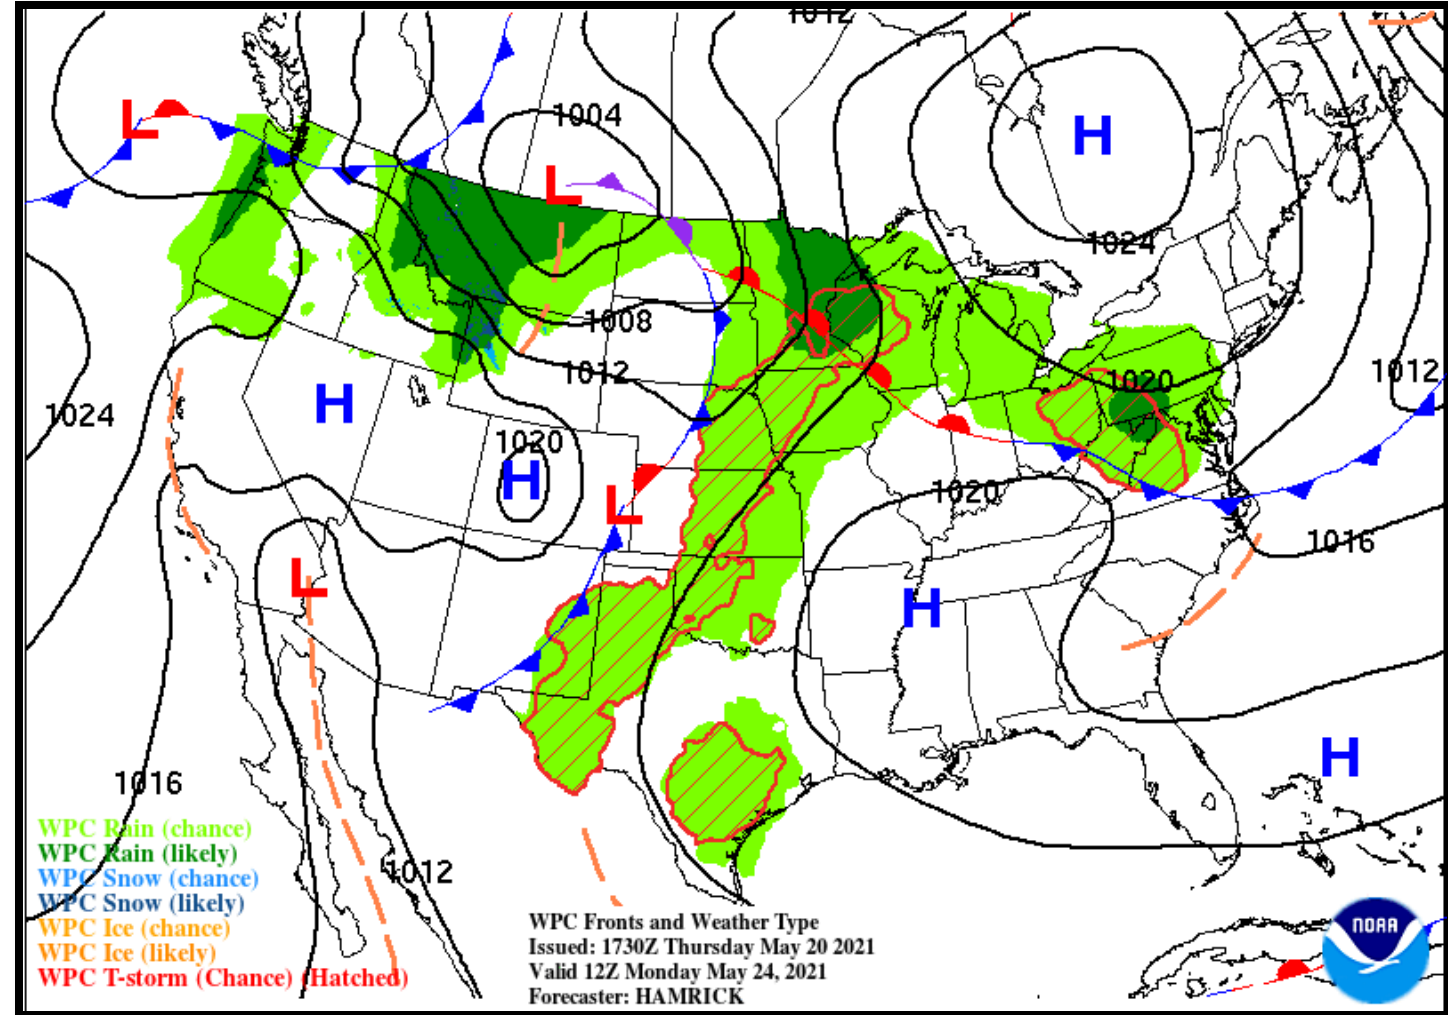 1012
1004
H
L
L
1024
1008
1012
1012
1020
H
1024
1020
H
1020
L
1016
L
H
H
1016
1012
WPC Rain (chance)
WPC Rain (likely)
WPC Snow (chance)
WPC Snow (likely)
WPC Ice (chance)
WPC Ice (likely)
WPC T-storm (Chance) (Hatched)
WPC Fronts and Weather Type
Issued: 1730Z Thursday May 20 2021
Valid 12Z Monday May 24, 2021
Forecaster: HAMRICK
NOAA